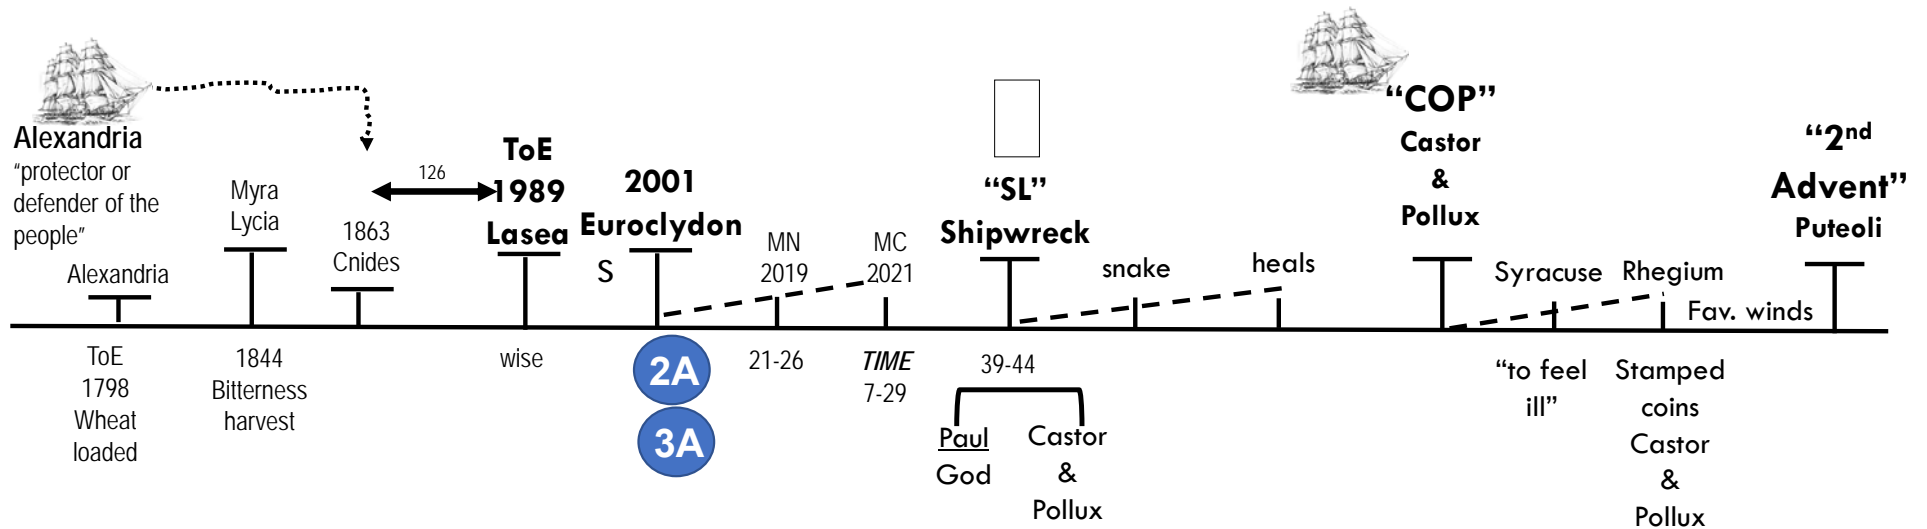 Alexandria
"protector or
defender of the
people"
Alexandria
ToE
1798
Wheat
loaded
Myra
Lycia
1844
Bitterness
harvest
1863
Cnides
126
ToE
1989
Lasea
wise
2001
Euroclydon
S
2A
3A
MN
2019
21-26
MC
2021
TIME
7-29
“SL”
Shipwreck
39-44
Paul
God
Castor
&
Pollux
snake
heals
“COP”
Castor
&
Pollux
Syracuse
“to feel
ill”
Rhegium
Stamped
coins
Castor
&
Pollux
Fav. winds
“2nd
Advent”
Puteoli